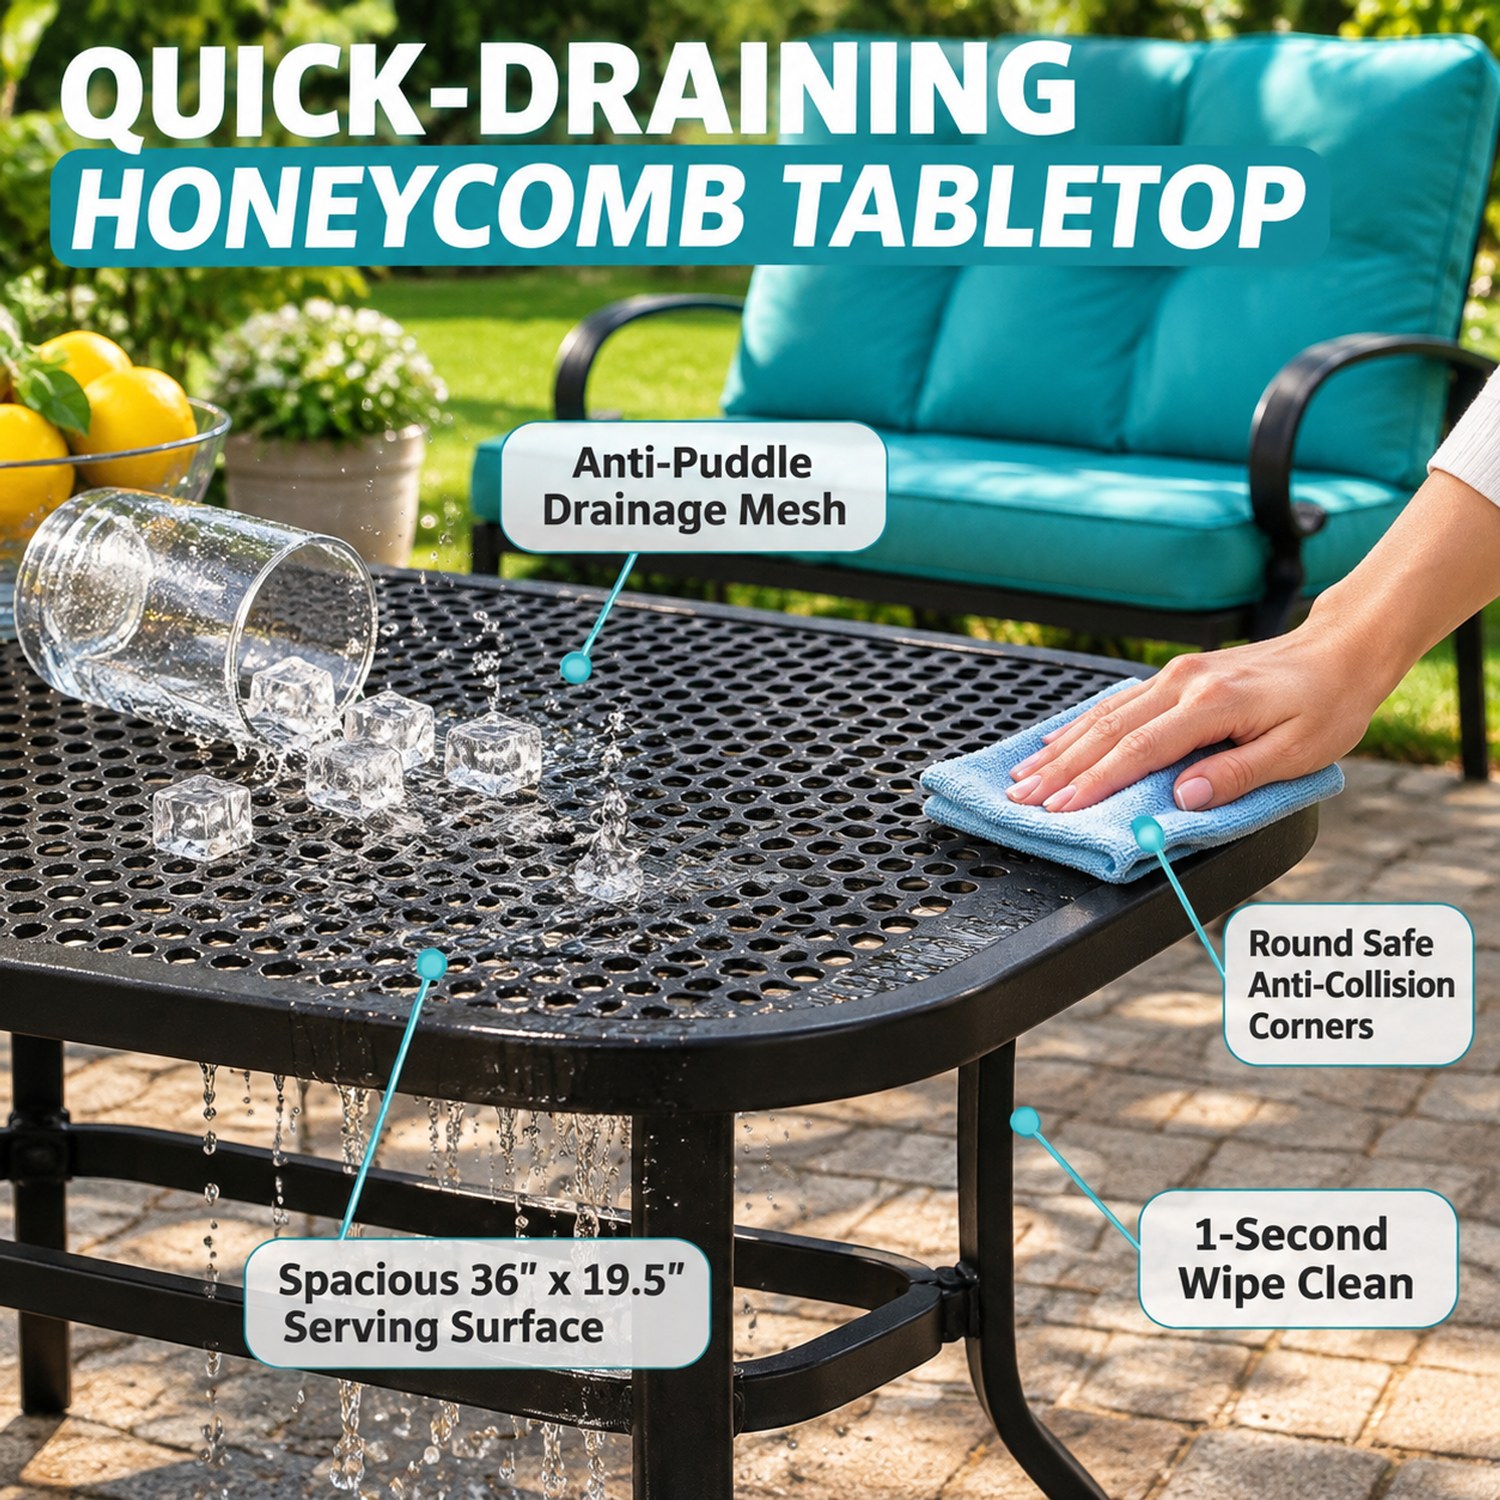 QUICK-DRAINING
HONEYCOMB TABLETOP
Anti-Puddle
Drainage Mesh
Round Safe
Anti-Collision
Corners
1-Second
Wipe Clean
Spacious 36" x 19.5"
Serving Surface